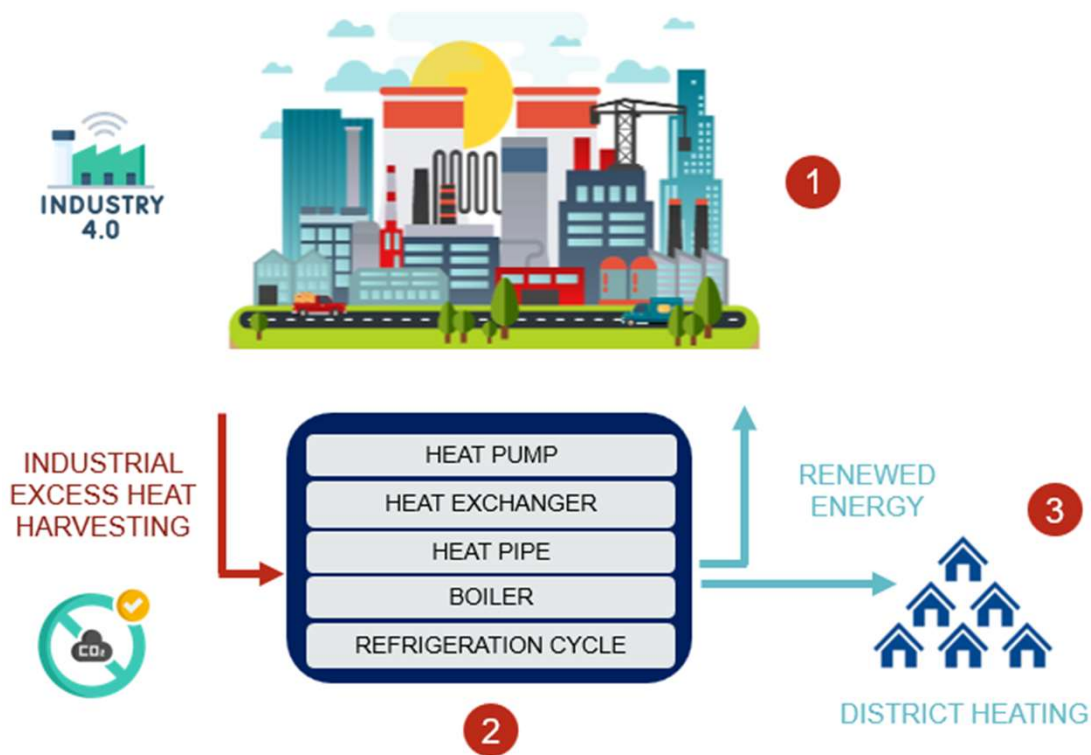 1
INDUSTRY
4.0
INDUSTRIAL
EXCESS HEAT
HARVESTING
HEAT PUMP
HEAT EXCHANGER
HEAT PIPE
BOILER
REFRIGERATION CYCLE
RENEWED
ENERGY
3
CO₂
2
DISTRICT HEATING